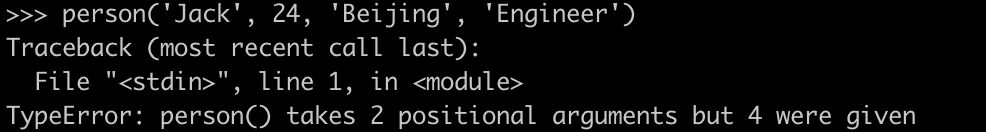 >>> person('Jack', 24, 'Beijing', 'Engineer')
Traceback (most recent call last):
  File "<stdin>", line 1, in <module>
TypeError: person() takes 2 positional arguments but 4 were given